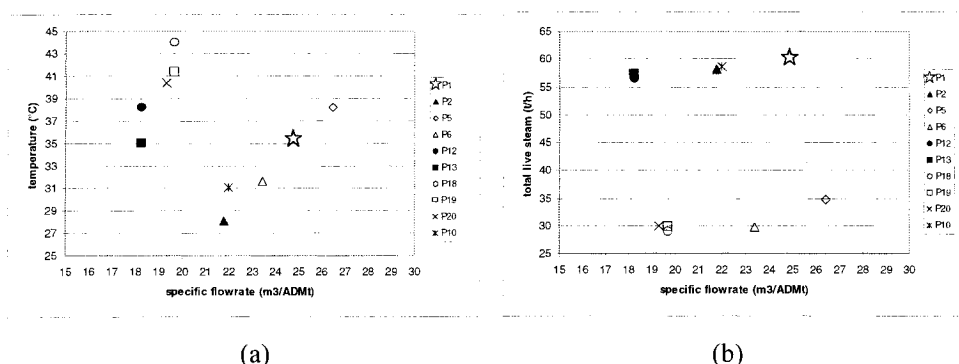 45
43
41
39
37
35
33
31
29
27
25
temperature (°C)
15 16 17 18 19 20 21 22 23 24 25 26 27 28 29 30
specific flowrate (m3/ADMt)
P1
P2
P5
P6
P12
P13
P18
P19
P20
P10
(a)
65
60
55
50
45
40
35
30
25
total live steam (t/h)
15 16 17 18 19 20 21 22 23 24 25 26 27 28 29 30
specific flowrate (m3/ADMt)
P1
P2
P5
P6
P12
P13
P18
P19
P20
P10
(b)